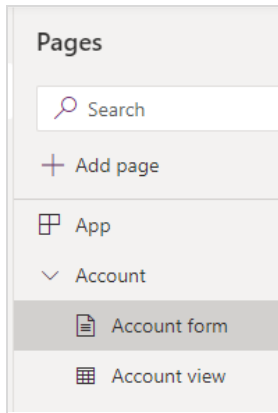 Pages
Search
Add page
App
Account
Account form
Account view